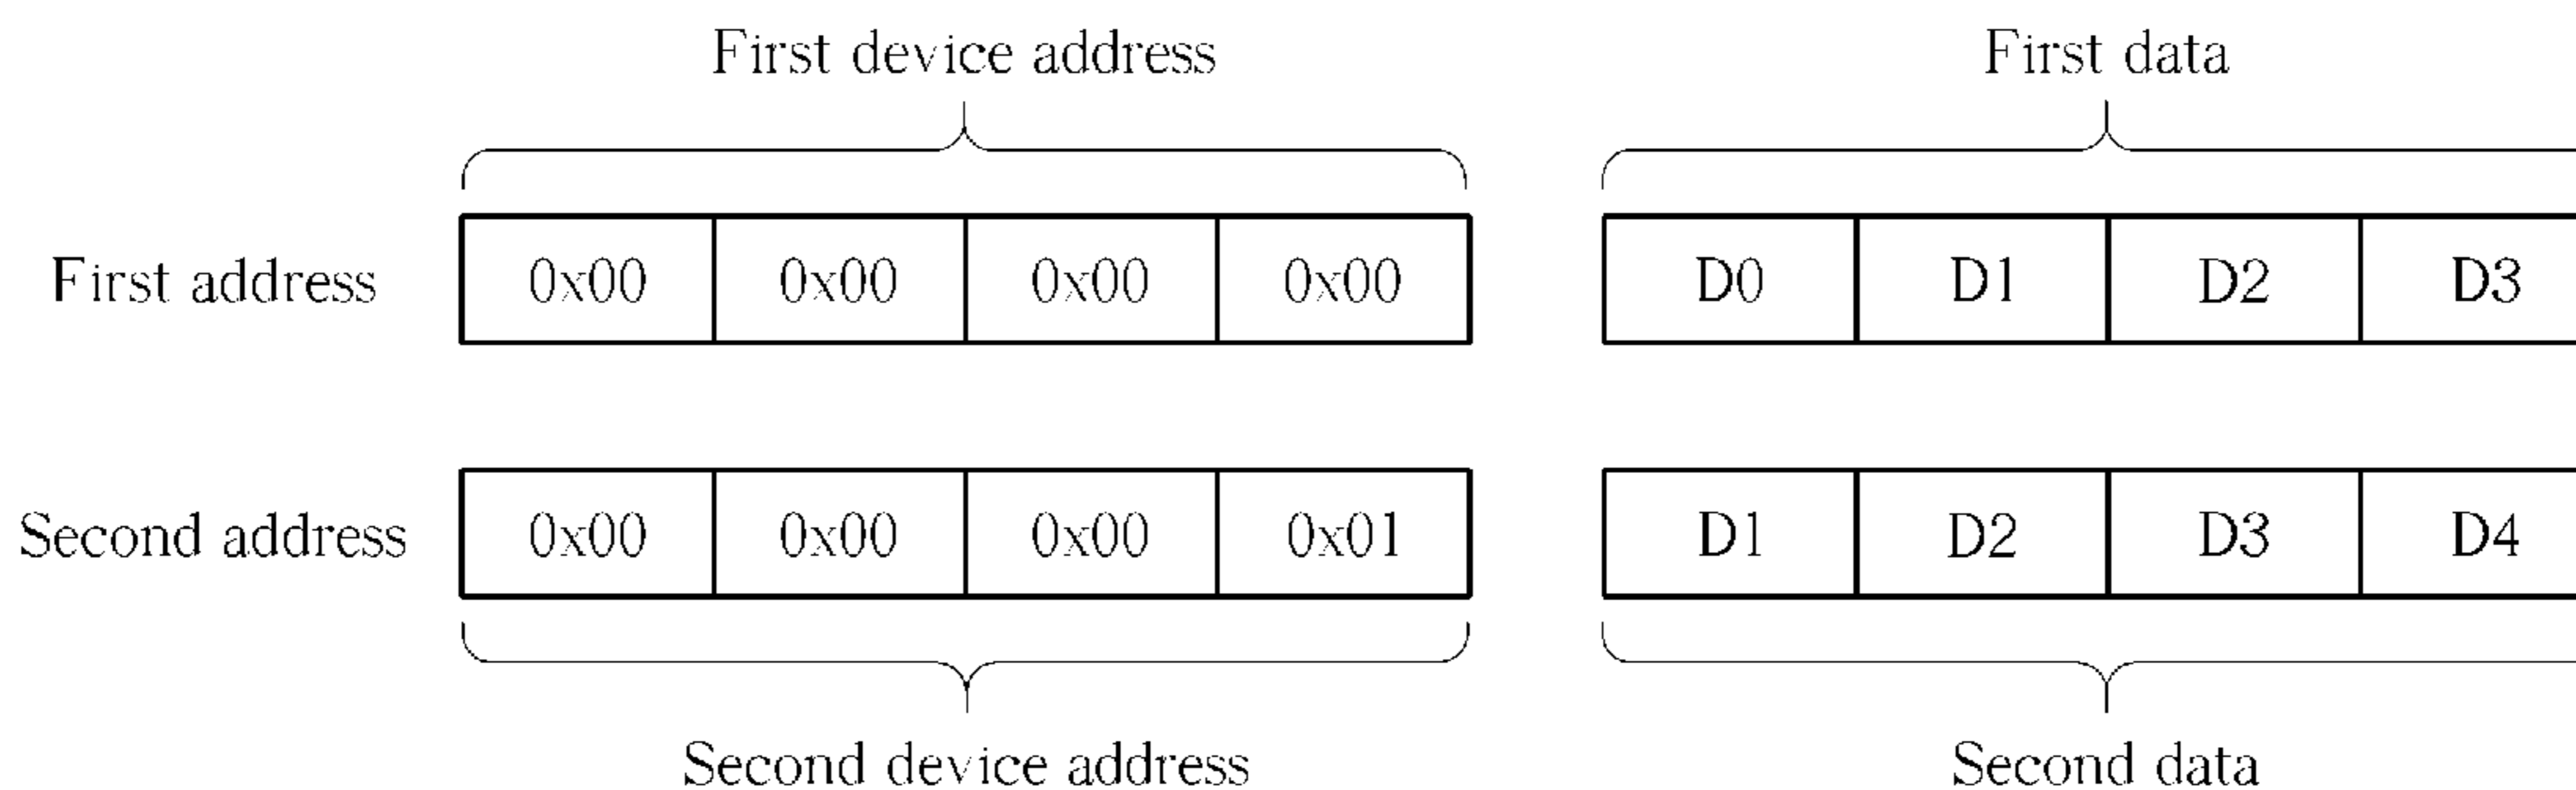 First device address First data
First address 0x00 0x00 0x00 0x00 D0 D1 D2 D3
Second address 0x00 0x00 0x00 0x01 D1 D2 D3 D4
Second device address Second data